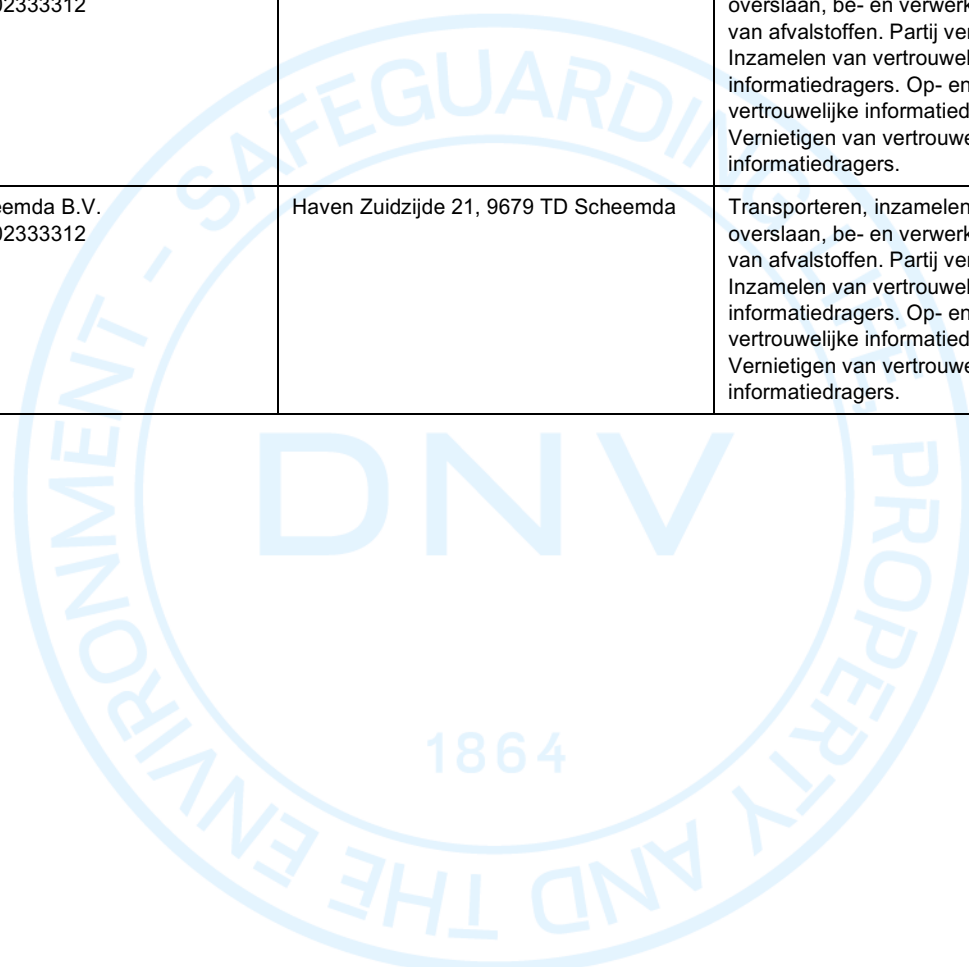 02333312
overslaan, be- en verwerk
van afvalstoffen. Partij ver
Inzamelen van vertrouwel
informatiedragers. Op- en
vertrouwelijke informatied
Vernietigen van vertrouwe
informatiedragers.
eemda B.V.
02333312
Haven Zuidzijde 21, 9679 TD Scheemda
Transporteren, inzamelen
overslaan, be- en verwerk
van afvalstoffen. Partij ver
Inzamelen van vertrouwel
informatiedragers. Op- en
vertrouwelijke informatied
Vernietigen van vertrouwe
informatiedragers.
SAFEGUARDING LIFE, PROPERTY AND THE ENVIRONMENT -
DNV
1864